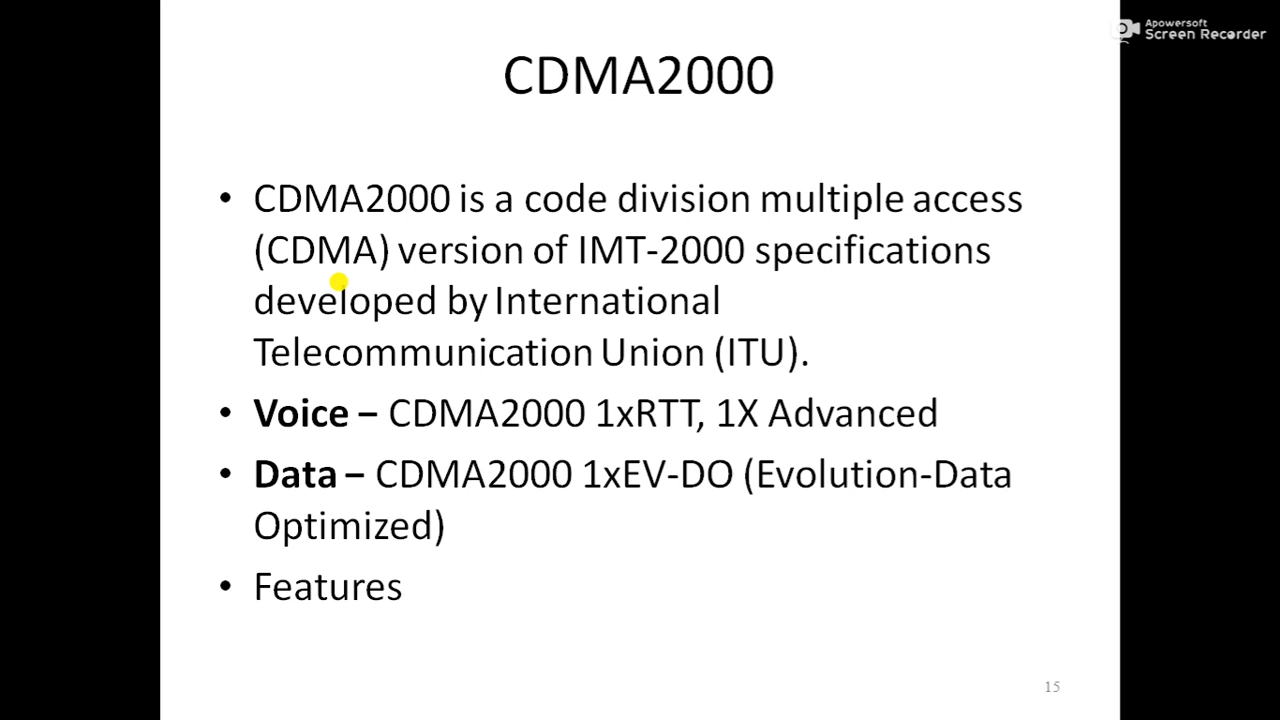 Apowersoft
Screen Recorder
CDMA2000
• CDMA2000 is a code division multiple access
(CDMA) version of IMT-2000 specifications
developed by International
Telecommunication Union (ITU).
• Voice – CDMA2000 1xRTT, 1X Advanced
• Data – CDMA2000 1xEV-DO (Evolution-Data
Optimized)
• Features
15